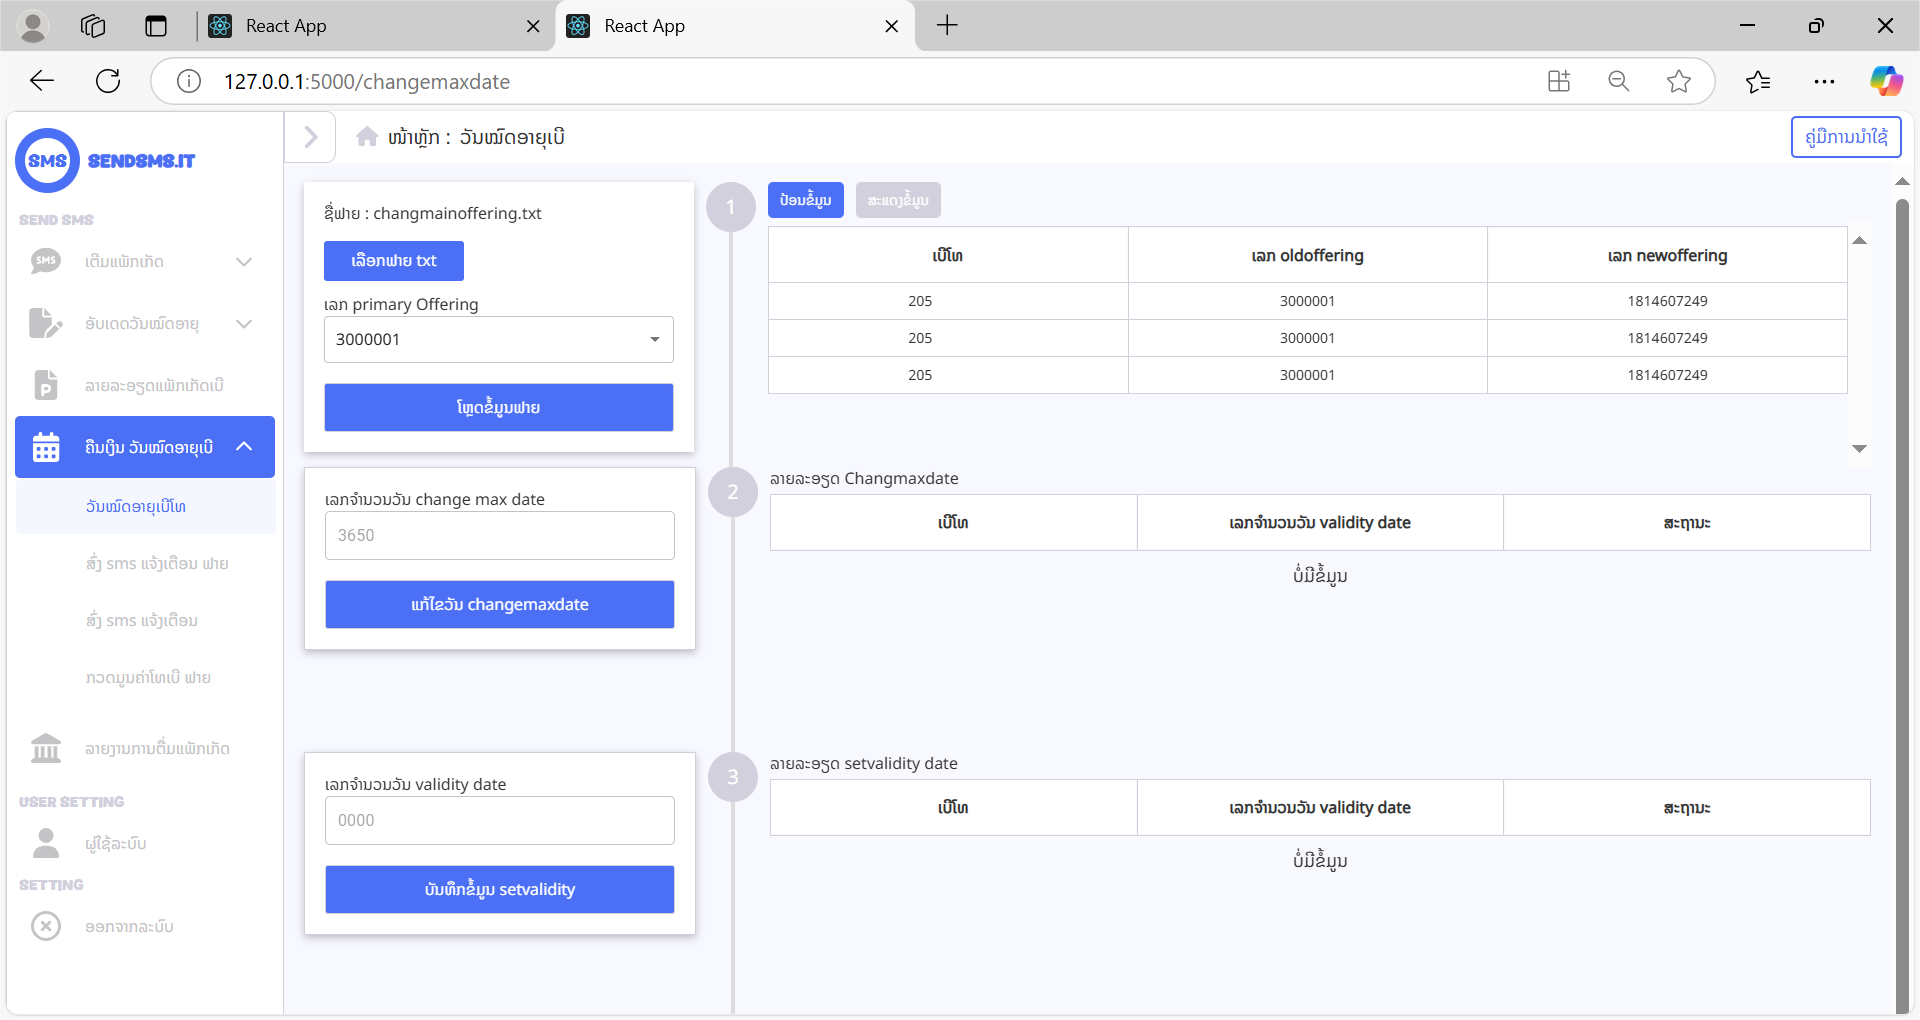 React App
React App
127.0.0.1:5000/changemaxdate
SMS SENDSMS.IT
SEND SMS
SMS ເຕີມແພັກເກັດ
ອັບເດດວັນໝົດອາຍຸ
P ລາຍລະອຽດແພັກເກັດເບີ
ຄືນເງິນ ວັນໝົດອາຍຸເບີ
ວັນໝົດອາຍຸເບີໂທ
ສົ່ງ sms ແຈ້ງເຕືອນ ຟາຍ
ສົ່ງ sms ແຈ້ງເຕືອນ
ກວດມູນຄ່າໂທເບີ ຟາຍ
ລາຍງານການຕື່ມແພັກເກັດ
USER SETTING
ຜູ່ໃຊ້ລະບົບ
SETTING
ອອກຈາກລະບົບ
ໜ້າຫຼັກ : ວັນໝົດອາຍຸເບີ
ຄູ່ມືການນຳໃຊ້
ຊື່ຟາຍ : changmainoffering.txt
ເລືອກຟາຍ txt
ເລກ primary Offering
3000001
ໂຫຼດຂໍ້ມູນຟາຍ
1
ປ້ອນຂໍ້ມູນ ສະແດງຂໍ້ມູນ
ເບີໂທ ເລກ oldoffering ເລກ newoffering
205 3000001 1814607249
205 3000001 1814607249
205 3000001 1814607249
ເລກຈຳນວນວັນ change max date
3650
ແກ້ໄຂວັນ changemaxdate
2
ລາຍລະອຽດ Changmaxdate
ເບີໂທ ເລກຈຳນວນວັນ validity date ສະຖານະ
ບໍ່ມີຂໍ້ມູນ
ເລກຈຳນວນວັນ validity date
0000
ບັນທຶກຂໍ້ມູນ setvalidity
3
ລາຍລະອຽດ setvalidity date
ເບີໂທ ເລກຈຳນວນວັນ validity date ສະຖານະ
ບໍ່ມີຂໍ້ມູນ